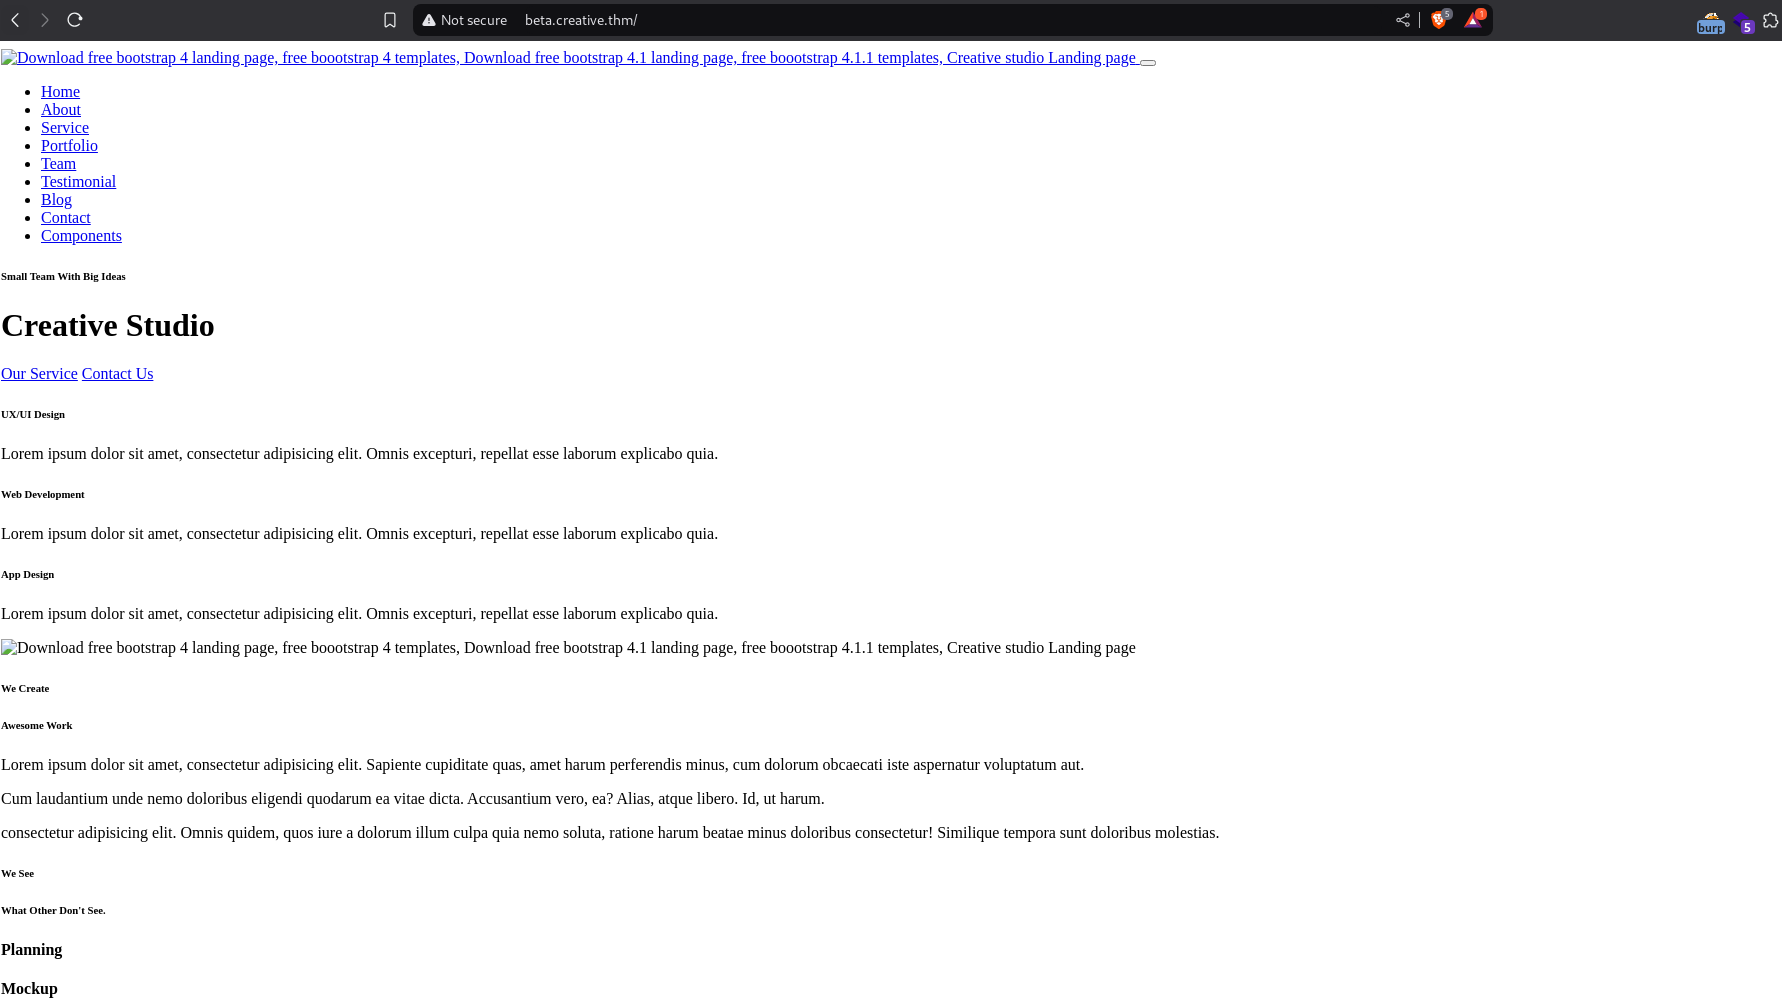 Not secure beta.creative.thm/ 5 1 burp 5
Download free bootstrap 4 landing page, free boootstrap 4 templates, Download free bootstrap 4.1 landing page, free boootstrap 4.1.1 templates, Creative studio Landing page
Home
About
Service
Portfolio
Team
Testimonial
Blog
Contact
Components
Small Team With Big Ideas
Creative Studio
Our Service Contact Us
UX/UI Design
Lorem ipsum dolor sit amet, consectetur adipisicing elit. Omnis excepturi, repellat esse laborum explicabo quia.
Web Development
Lorem ipsum dolor sit amet, consectetur adipisicing elit. Omnis excepturi, repellat esse laborum explicabo quia.
App Design
Lorem ipsum dolor sit amet, consectetur adipisicing elit. Omnis excepturi, repellat esse laborum explicabo quia.
Download free bootstrap 4 landing page, free boootstrap 4 templates, Download free bootstrap 4.1 landing page, free boootstrap 4.1.1 templates, Creative studio Landing page
We Create
Awesome Work
Lorem ipsum dolor sit amet, consectetur adipisicing elit. Sapiente cupiditate quas, amet harum perferendis minus, cum dolorum obcaecati iste aspernatur voluptatum aut.
Cum laudantium unde nemo doloribus eligendi quodarum ea vitae dicta. Accusantium vero, ea? Alias, atque libero. Id, ut harum.
consectetur adipisicing elit. Omnis quidem, quos iure a dolorum illum culpa quia nemo soluta, ratione harum beatae minus doloribus consectetur! Similique tempora sunt doloribus molestias.
We See
What Other Don't See.
Planning
Mockup